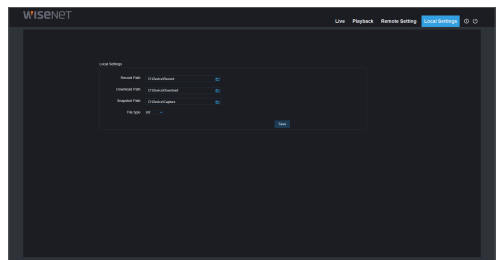 WISENET
Live Playback Remote Setting Local Settings
Local Settings
Record Path C:\Device\Record
Download Path C:\Device\Download
Snapshot Path C:\Device\Capture
File type
Save